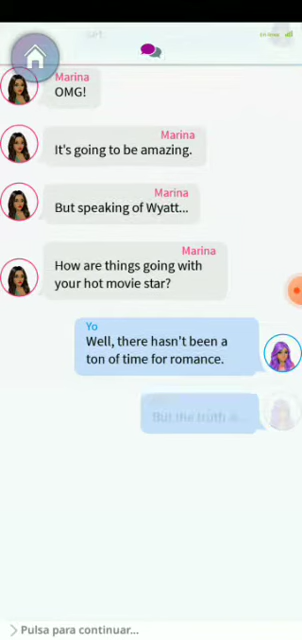 Marina
OMG!
Marina
It's going to be amazing.
Marina
But speaking of Wyatt...
Marina
How are things going with
your hot movie star?
Yo
Well, there hasn't been a
ton of time for romance.
But the truth is...
Pulsa para continuar...